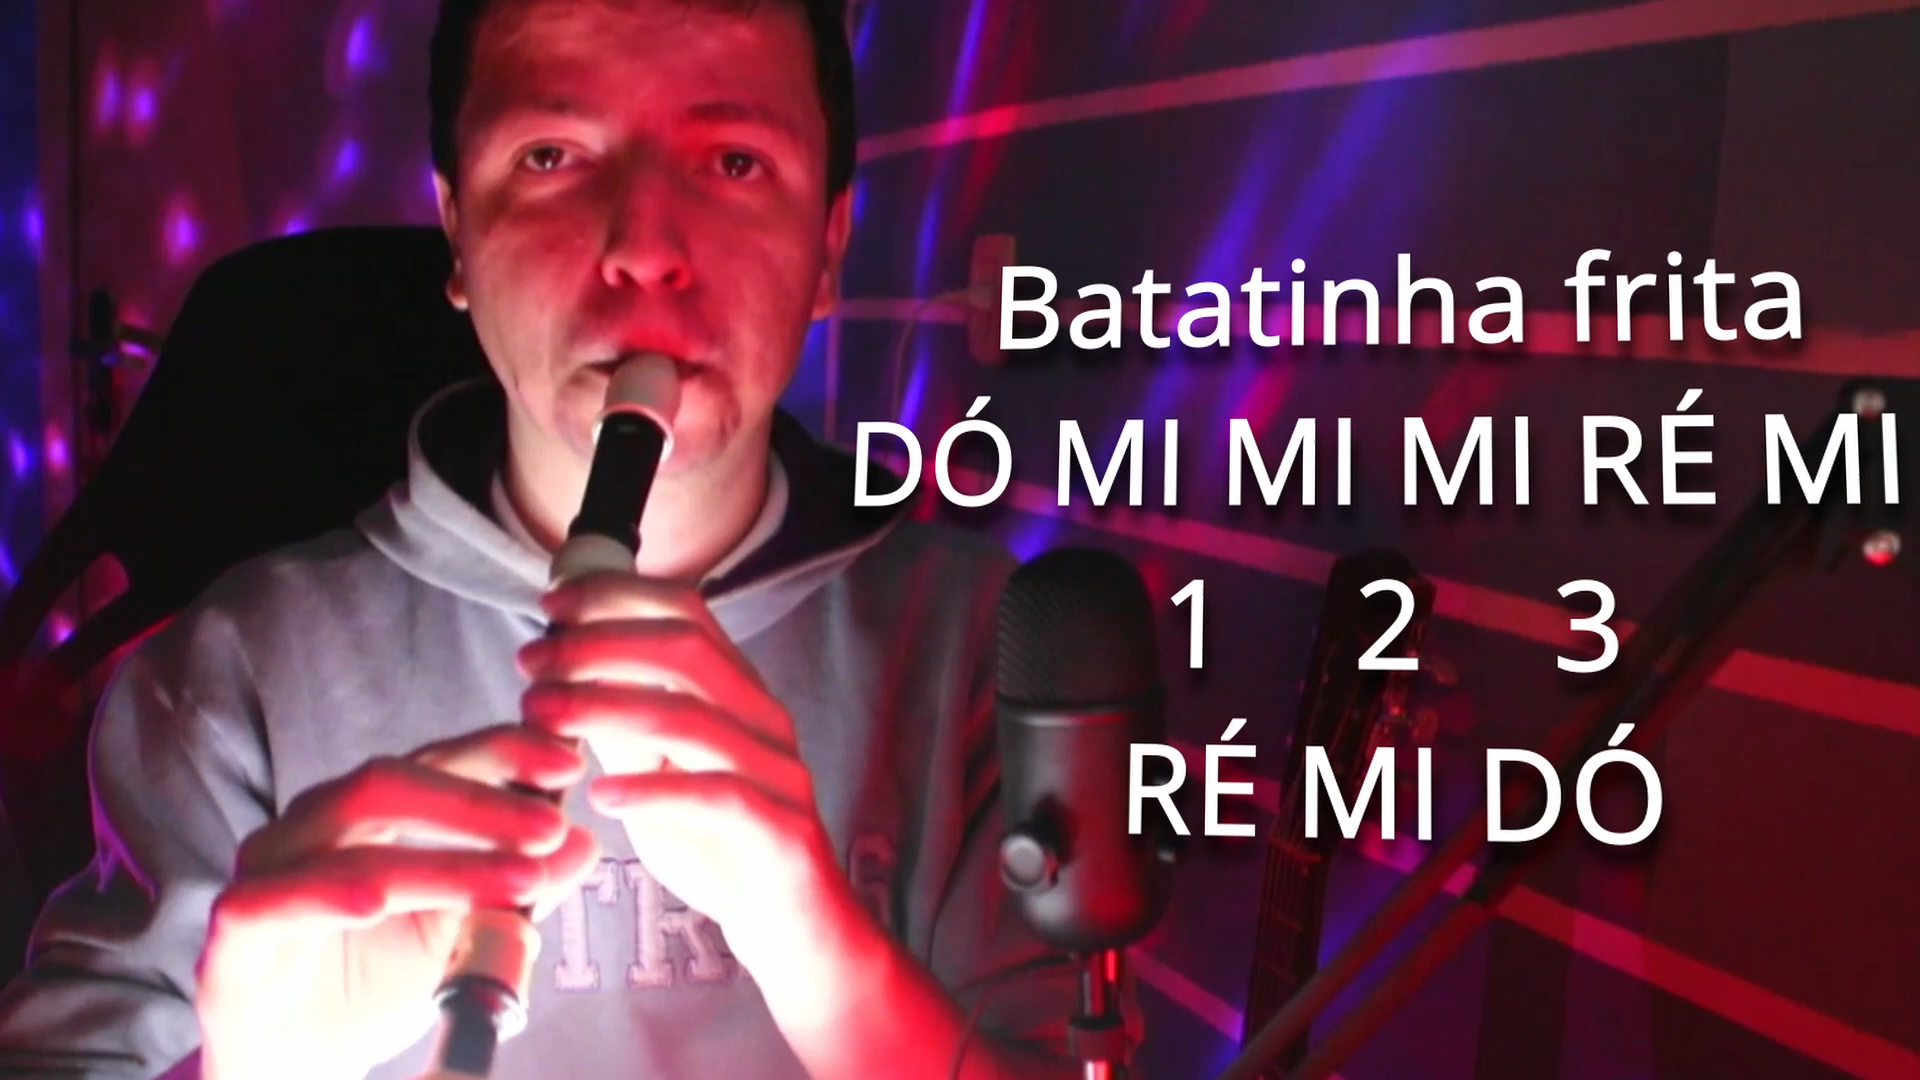 Batatinha frita
DÓ MI MI MI RÉ MI
1 2 3
RÉ MI DÓ